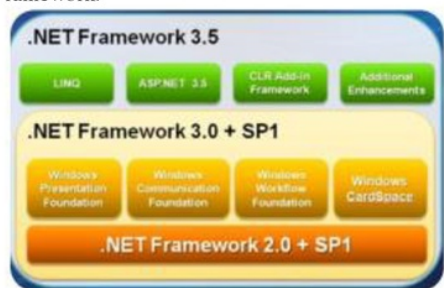 .NET Framework 3.5
LINQ
ASP.NET 3.5
CLR Add-in
Framework
Additional
Enhancements
.NET Framework 3.0 + SP1
Windows
Presentation
Foundation
Windows
Communication
Foundation
Windows
Workflow
Foundation
Windows
CardSpace
.NET Framework 2.0 + SP1